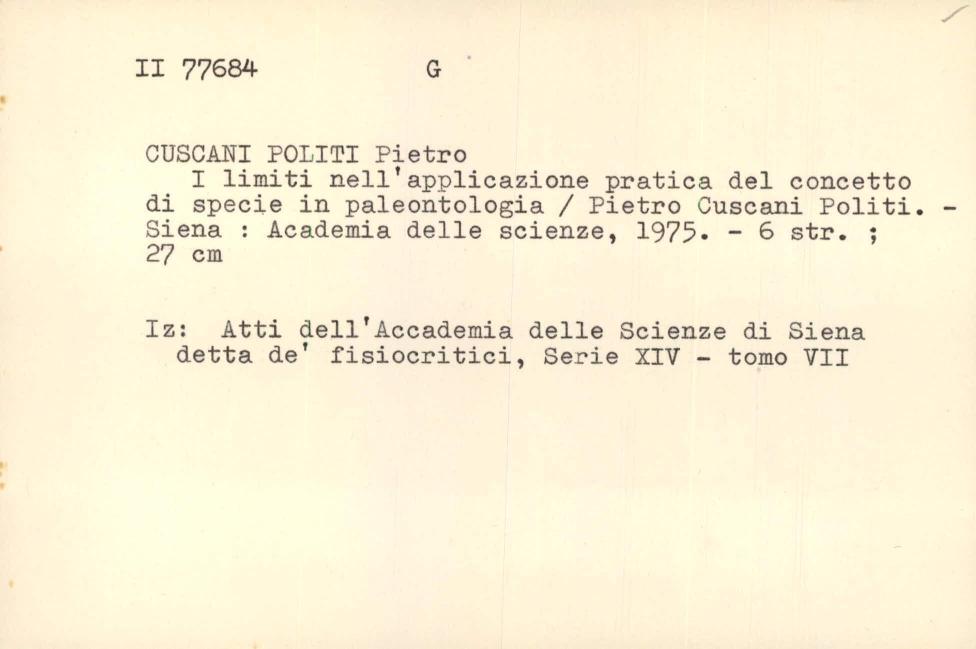 II 77684 G
CUSCANI POLITI Pietro
I limiti nell'applicazione pratica del concetto
di specie in paleontologia / Pietro Cuscani Politi. -
Siena : Academia delle scienze, 1975. - 6 str. ;
27 cm
Iz: Atti dell'Accademia delle Scienze di Siena
detta de' fisiocritici, Serie XIV - tomo VII